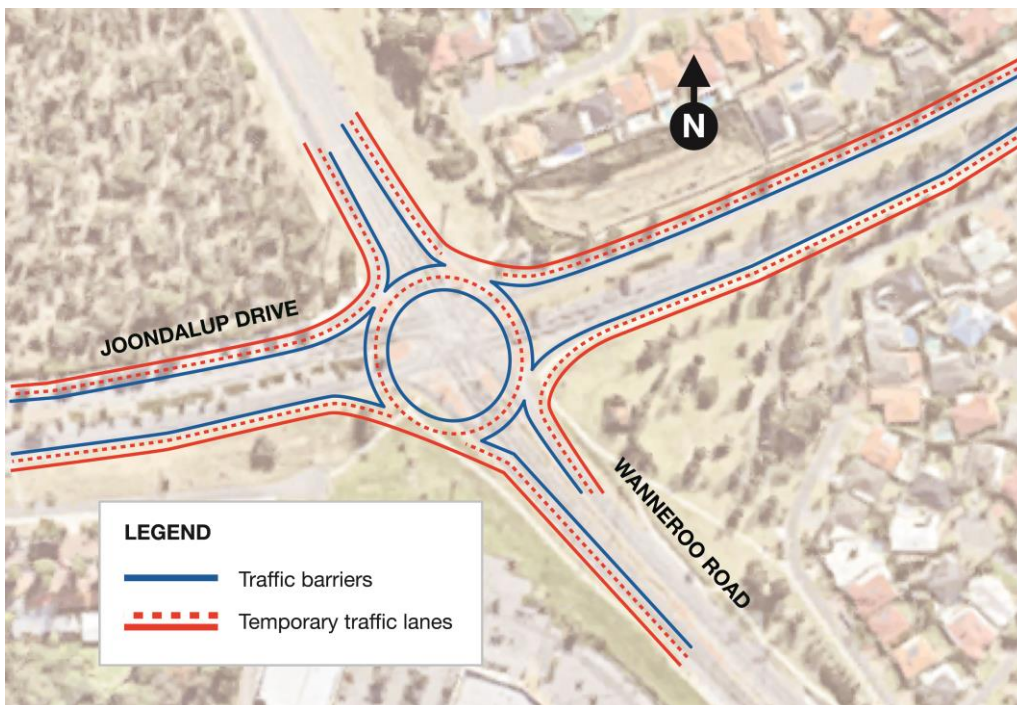 N
JOONDALUP DRIVE
WANNEROO ROAD
LEGEND
Traffic barriers
Temporary traffic lanes